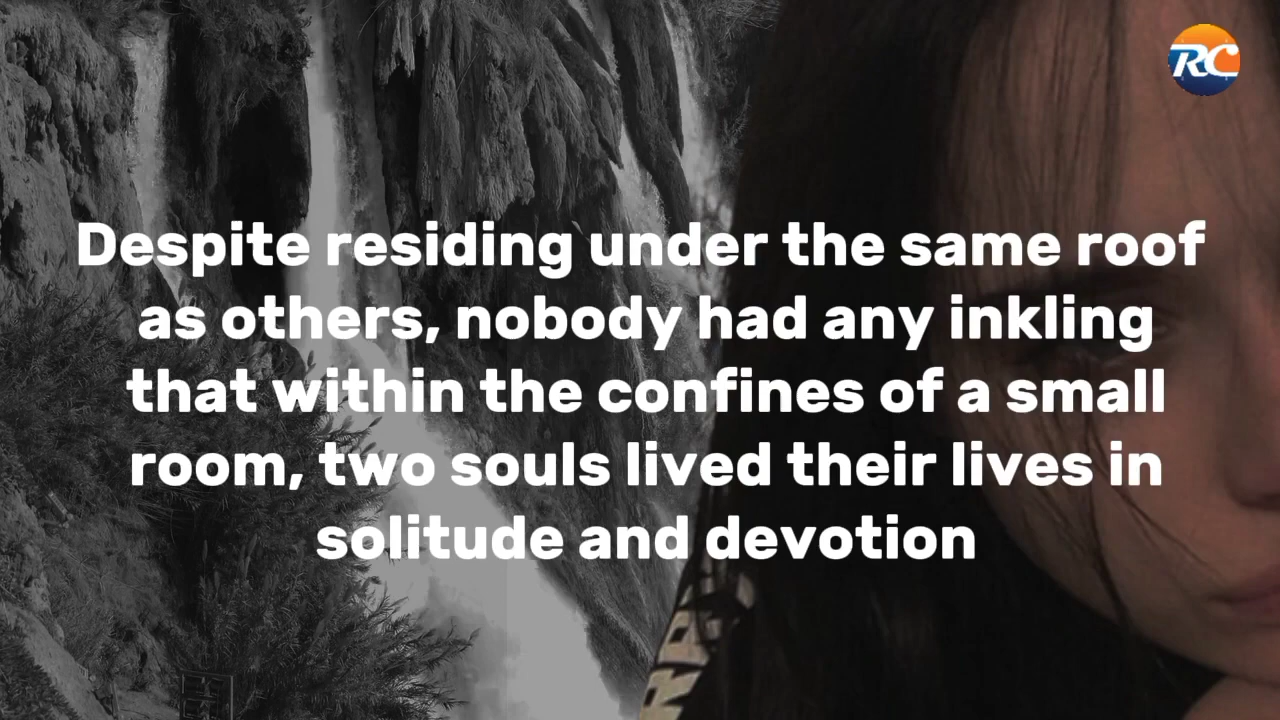 RC
Despite residing under the same roof
as others, nobody had any inkling
that within the confines of a small
room, two souls lived their lives in
solitude and devotion